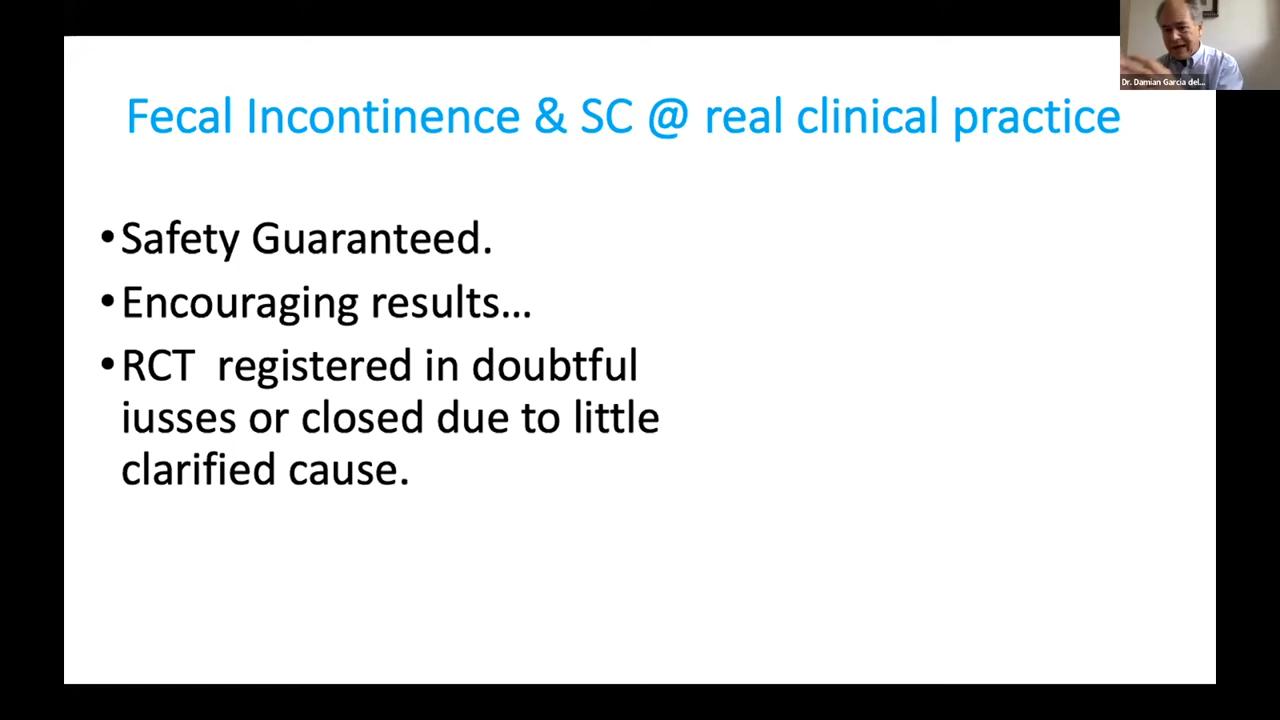 Dr. Damian Garcia del...
Fecal Incontinence & SC @ real clinical practice
•Safety Guaranteed.
•Encouraging results...
•RCT registered in doubtful
iusses or closed due to little
clarified cause.